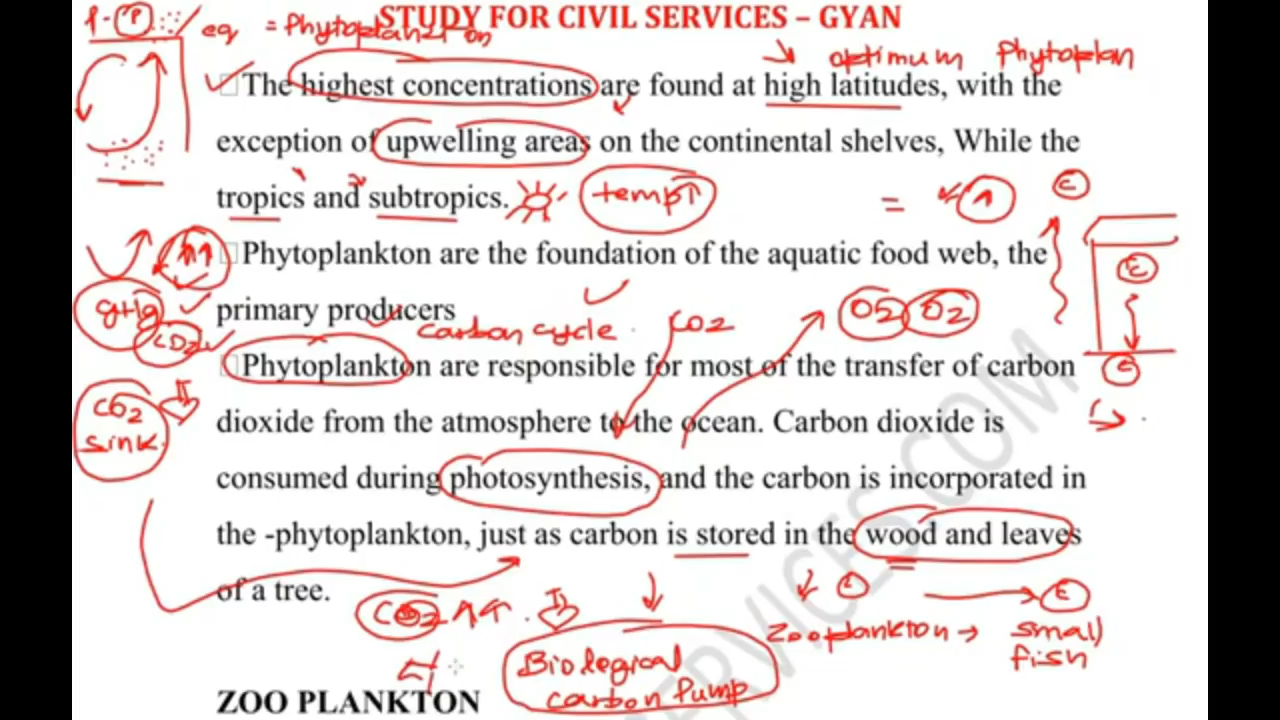 STUDY FOR CIVIL SERVICES – GYAN
eq = Phytoplankton
optimum Phytoplan
The highest concentrations are found at high latitudes, with the
exception of upwelling areas on the continental shelves, While the
tropics and subtropics.
temp↑
Phytoplankton are the foundation of the aquatic food web, the
primary producers
carbon cycle
CO2
O2 O2
CO2
Phytoplankton are responsible for most of the transfer of carbon
dioxide from the atmosphere to the ocean. Carbon dioxide is
CO2
sink
consumed during photosynthesis, and the carbon is incorporated in
the -phytoplankton, just as carbon is stored in the wood and leaves
of a tree.
CO2 ↑↑
Zooplankton → small
fish
Biological
carbon Pump
ZOO PLANKTON
SERVICES.COM